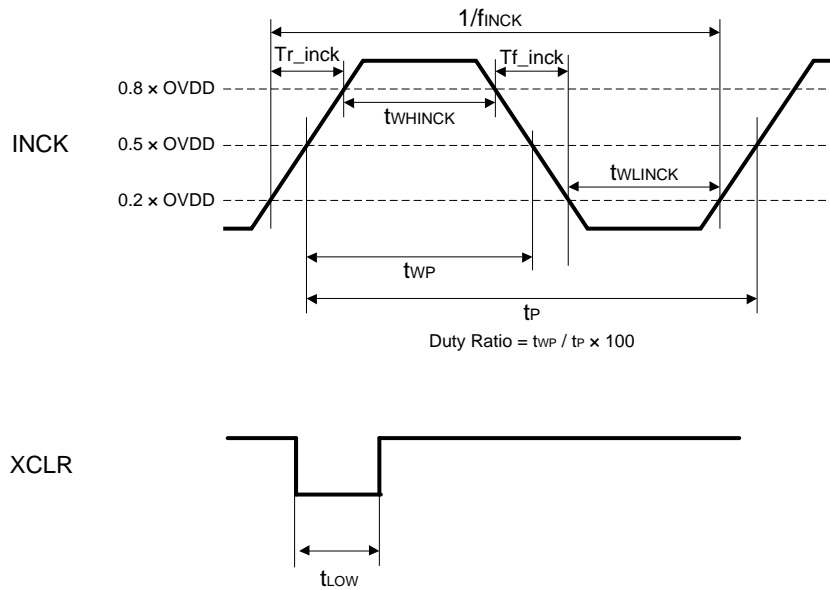 1/fINCK
Tr_inck
Tf_inck
0.8 × OVDD
tWHINCK
INCK
0.5 × OVDD
tWLINCK
0.2 × OVDD
tWP
tP
Duty Ratio = tWP / tP × 100
XCLR
tLOW